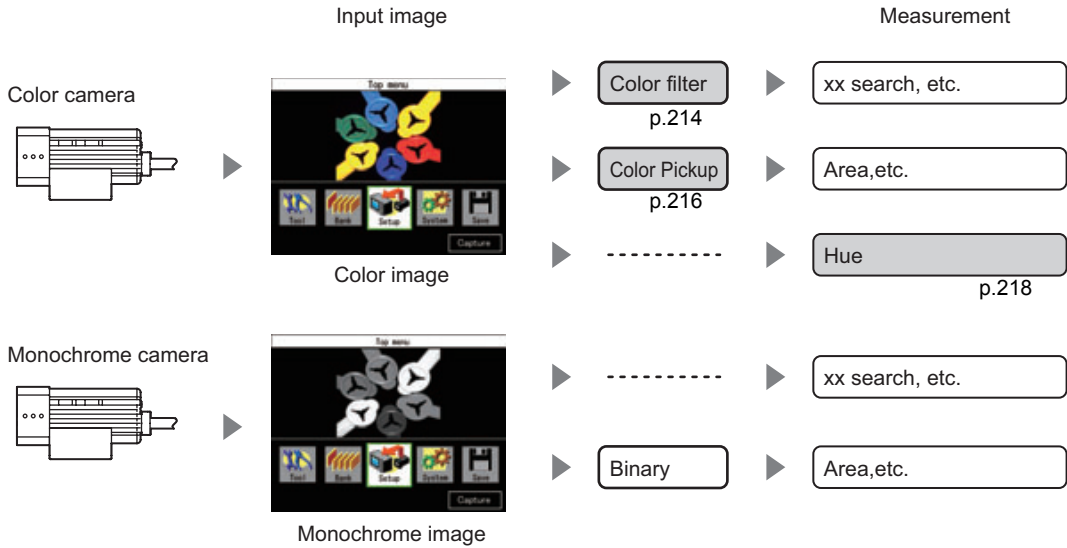 Input image
Measurement
Color camera
Top menu
Tool
Bank
Setup
System
Save
Capture
Color image
Color filter
p.214
xx search, etc.
Color Pickup
p.216
Area,etc.
Hue
p.218
Monochrome camera
Top menu
Tool
Bank
Setup
System
Save
Capture
Monochrome image
xx search, etc.
Binary
Area,etc.